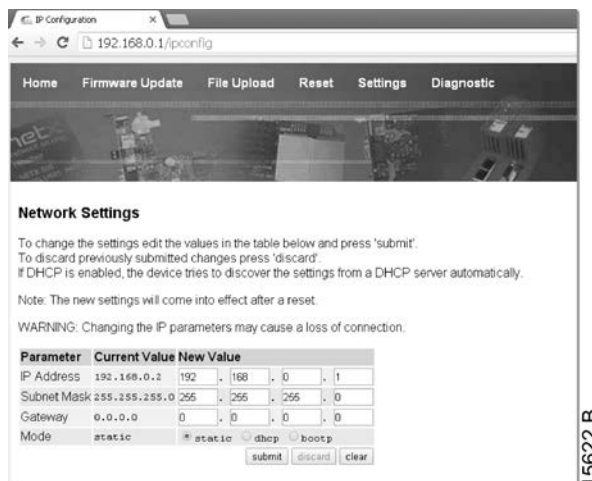 IP Configuration
192.168.0.1/ipconfig
Home Firmware Update File Upload Reset Settings Diagnostic
net
Network Settings
To change the settings edit the values in the table below and press 'submit'.
To discard previously submitted changes press 'discard'.
If DHCP is enabled, the device tries to discover the settings from a DHCP server automatically.
Note: The new settings will come into effect after a reset.
WARNING: Changing the IP parameters may cause a loss of connection.
Parameter Current Value New Value
IP Address 192.168.0.2 192 . 168 . 0 . 1
Subnet Mask 255.255.255.0 255 . 255 . 255 . 0
Gateway 0.0.0.0 0 . 0 . 0 . 0
Mode static static dhcp bootp
submit discard clear
15622 B